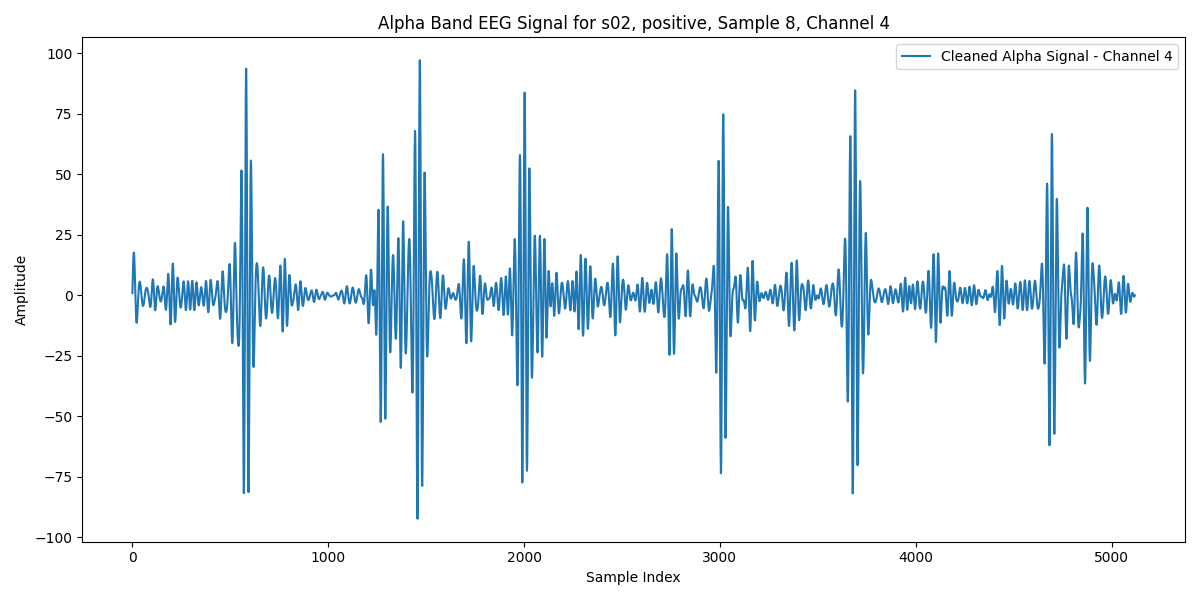 Alpha Band EEG Signal for s02, positive, Sample 8, Channel 4
Cleaned Alpha Signal - Channel 4
100
75
50
25
0
−25
−50
−75
−100
Amplitude
0 1000 2000 3000 4000 5000
Sample Index